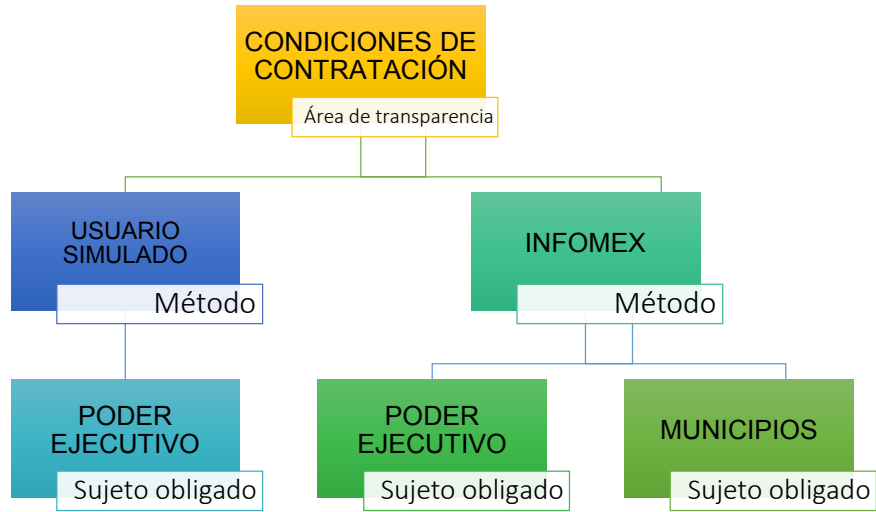 CONDICIONES DE
CONTRATACIÓN
Área de transparencia
USUARIO
SIMULADO
Método
INFOMEX
Método
PODER
EJECUTIVO
Sujeto obligado
PODER
EJECUTIVO
Sujeto obligado
MUNICIPIOS
Sujeto obligado